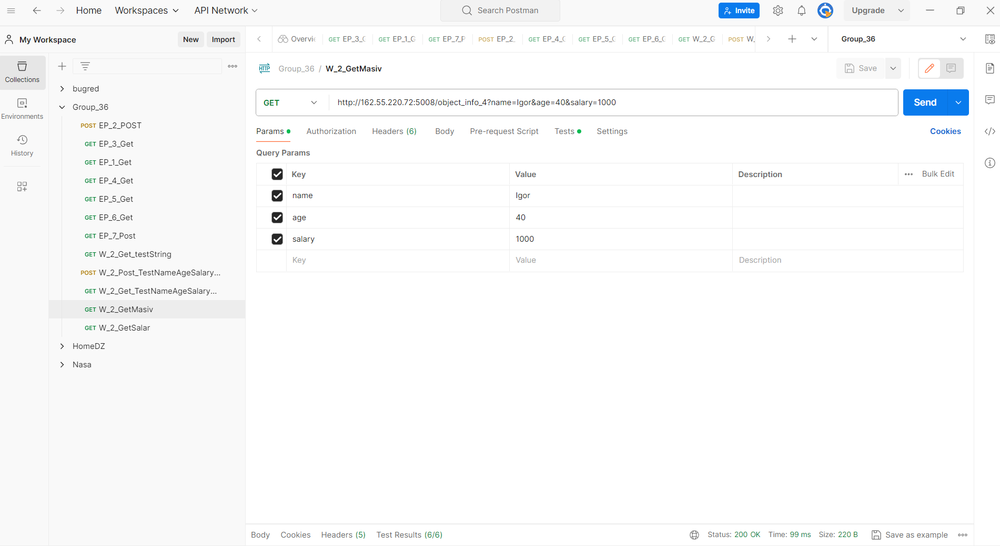 Home Workspaces API Network Search Postman Invite Upgrade
My Workspace New Import
Overvi GET EP_3_ GET EP_1_G GET EP_7_P POST EP_2_ GET EP_4_ GET EP_5_ GET EP_6_ GET W_2_G POST W_ Group_36
Collections
Environments
History
bugred
Group_36
POST EP_2_POST
GET EP_3_Get
GET EP_1_Get
GET EP_4_Get
GET EP_5_Get
GET EP_6_Get
GET EP_7_Post
GET W_2_Get_testString
POST W_2_Post_TestNameAgeSalary...
GET W_2_Get_TestNameAgeSalary...
GET W_2_GetMasiv
GET W_2_GetSalar
HomeDZ
Nasa
HTTP Group_36 / W_2_GetMasiv Save
GET http://162.55.220.72:5008/object_info_4?name=Igor&age=40&salary=1000 Send
Params Authorization Headers (6) Body Pre-request Script Tests Settings Cookies
Query Params
Key Value Description Bulk Edit
name Igor
age 40
salary 1000
Key Value Description
Body Cookies Headers (5) Test Results (6/6) Status: 200 OK Time: 99 ms Size: 220 B Save as example